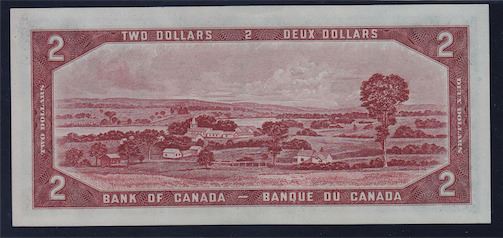 2 TWO DOLLARS 2 DEUX DOLLARS 2
TWO DOLLARS
DEUX DOLLARS
2 BANK OF CANADA — BANQUE DU CANADA 2